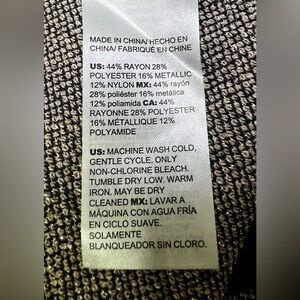 MADE IN CHINA/ HECHO EN
CHINA/ FABRIQUÉ EN CHINE
US: 44% RAYON 28%
POLYESTER 16% METALLIC
12% NYLON MX: 44% rayón
28% poliéster 16% metálica
12% poliamida CA: 44%
RAYONNE 28% POLYESTER
16% MÉTALLIQUE 12%
POLYAMIDE
US: MACHINE WASH COLD,
GENTLE CYCLE. ONLY
NON-CHLORINE BLEACH.
TUMBLE DRY LOW. WARM
IRON. MAY BE DRY
CLEANED MX: LAVAR A
MÁQUINA CON AGUA FRÍA
EN CICLO SUAVE.
SOLAMENTE
BLANQUEADOR SIN CLORO.